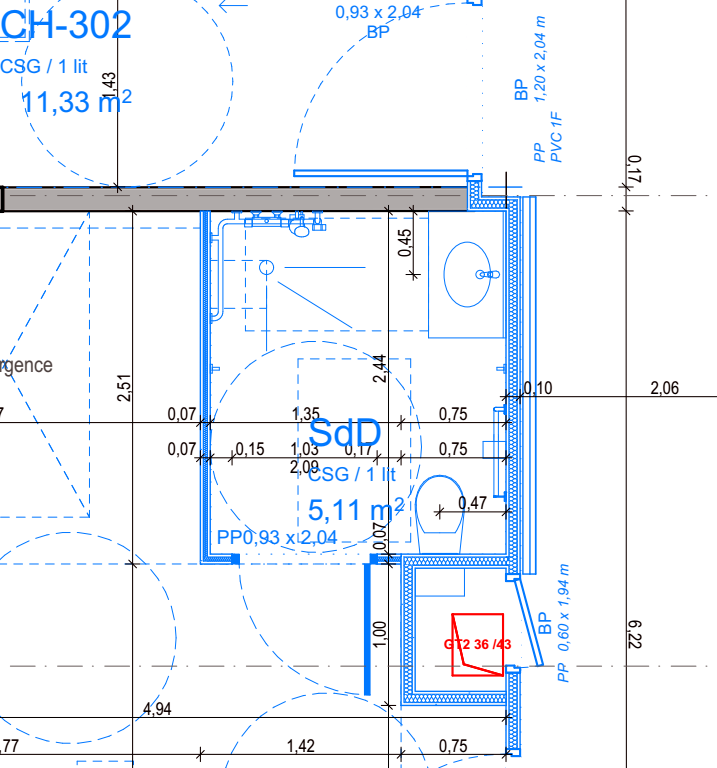 CH-302
CSG / 1 lit
11,33 m²
1,43
0,93 x 2,04
BP
BP
1,20 x 2,04 m
PP
PVC 1F
0,17
0,45
rgence
2,51
2,44
0,10
2,06
7
0,07
1,35
0,75
SdD
0,07
0,15
1,03
0,17
0,75
2,09
CSG / 1 lit
5,11 m²
0,47
PP0,93 x 2,04
0,07
1,00
GT2 36 /43
BP
PP 0,60 x 1,94 m
6,22
4,94
,77
1,42
0,75